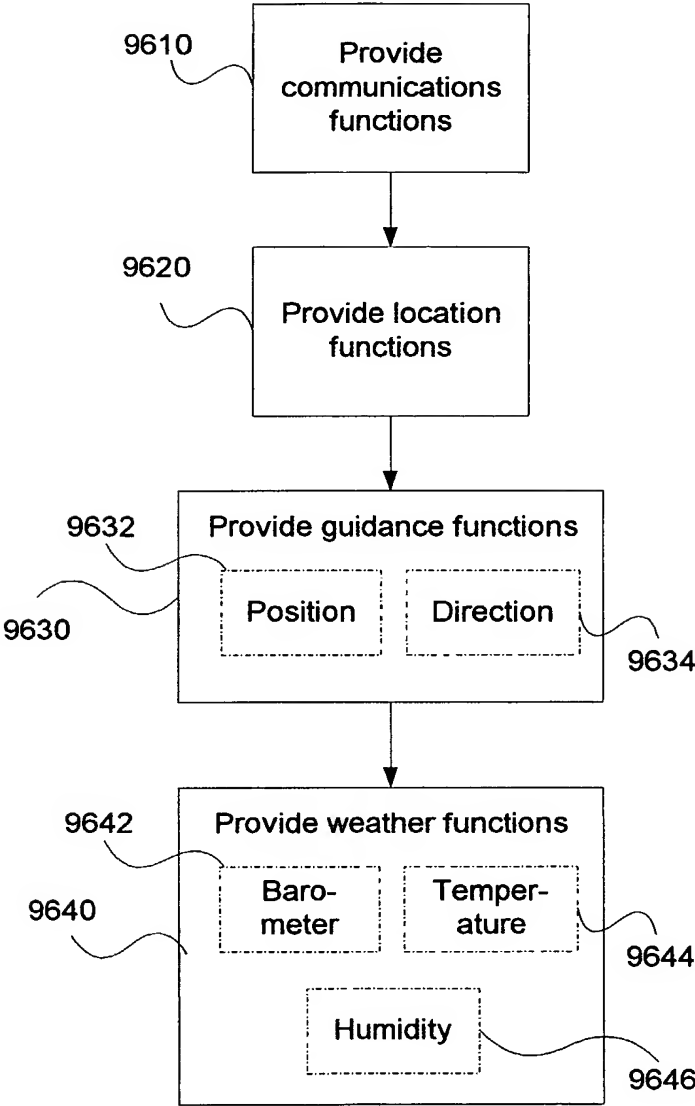 9610
Provide
communications
functions
9620
Provide location
functions
9632
Provide guidance functions
Position
Direction
9630
9634
9642
Provide weather functions
Baro-
meter
Temper-
ature
9640
9644
Humidity
9646